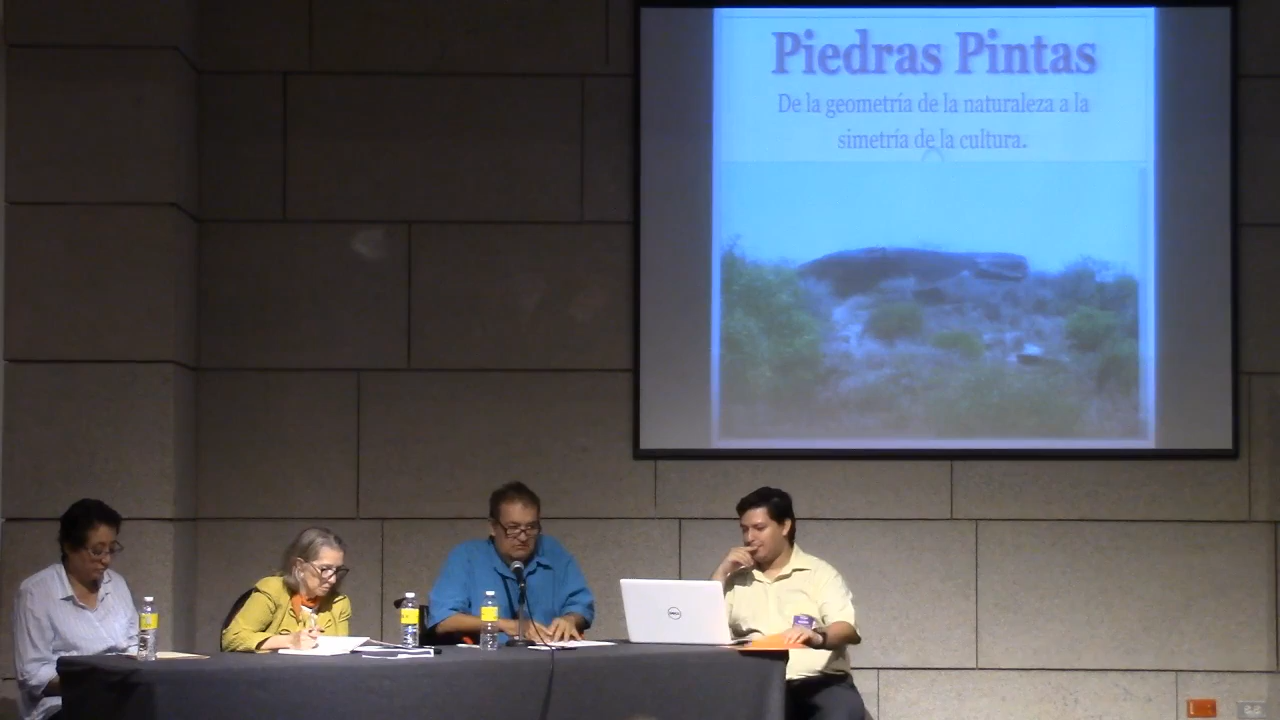 Piedras Pintas
De la geometría de la naturaleza a la
simetría de la cultura.
DELL